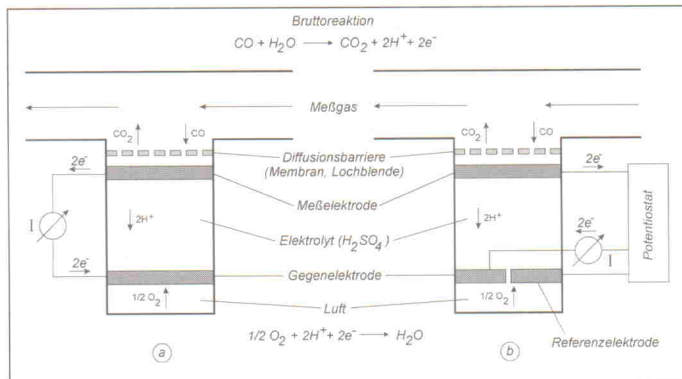 Bruttoreaktion
CO + H₂O → CO₂ + 2H⁺ + 2e⁻
Meßgas
CO₂
CO
CO₂
CO
2e⁻
Diffusionsbarriere
(Membran, Lochblende)
2e⁻
Meßelektrode
I
2H⁺
Elektrolyt (H₂SO₄)
2H⁺
2e⁻
I
Potentiostat
2e⁻
Gegenelektrode
1/2 O₂
Luft
1/2 O₂
Referenzelektrode
a
1/2 O₂ + 2H⁺ + 2e⁻ → H₂O
b